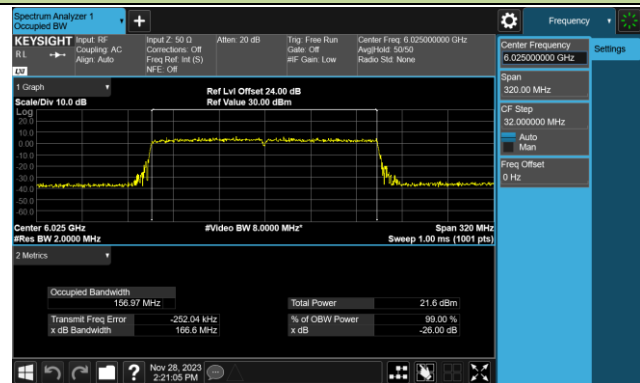 Spectrum Analyzer 1
Occupied BW
Frequency
KEYSIGHT
RL
LXI
Input: RF
Coupling: AC
Align: Auto
Input Z: 50 Ω
Corrections: Off
Freq Ref: Int (S)
NFE: Off
Atten: 20 dB
Trig: Free Run
Gate: Off
#IF Gain: Low
Center Freq: 6.025000000 GHz
Avg|Hold: 50/50
Radio Std: None
Center Frequency
6.025000000 GHz
Settings
Span
320.00 MHz
CF Step
32.000000 MHz
Auto
Man
Freq Offset
0 Hz
1 Graph
Scale/Div 10.0 dB
Ref Lvl Offset 24.00 dB
Ref Value 30.00 dBm
Log
20.0
10.0
0.00
-10.0
-20.0
-30.0
-40.0
-50.0
-60.0
Center 6.025 GHz
#Video BW 8.0000 MHz*
Span 320 MHz
#Res BW 2.0000 MHz
Sweep 1.00 ms (1001 pts)
2 Metrics
Occupied Bandwidth
156.97 MHz
Total Power 21.6 dBm
Transmit Freq Error -252.04 kHz
% of OBW Power 99.00 %
x dB Bandwidth 166.6 MHz
x dB -26.00 dB
?
Nov 28, 2023
2:21:05 PM